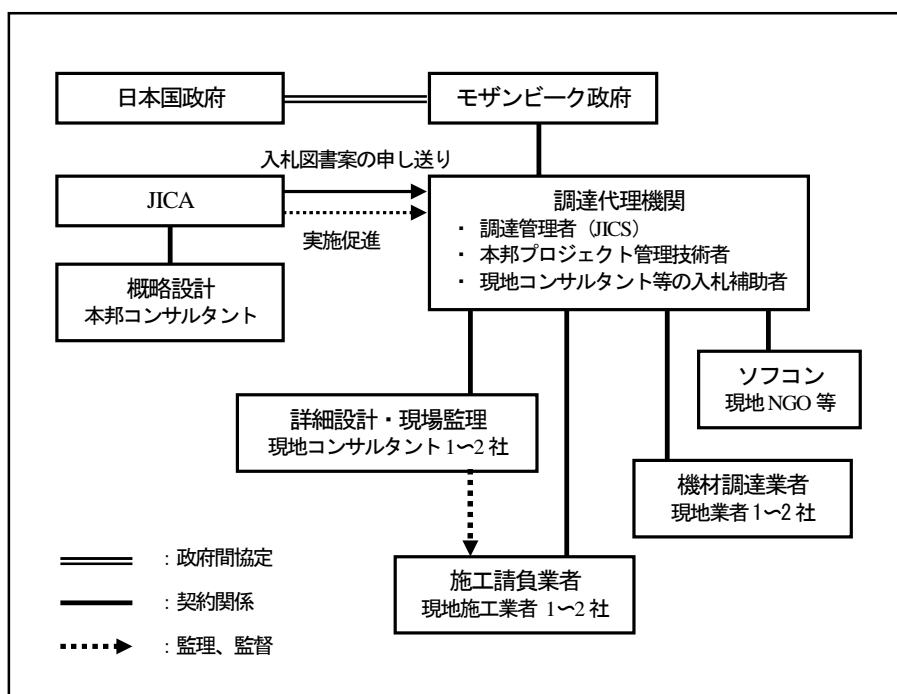 日本国政府
モザンビーク政府
入札図書案の申し送り
JICA
実施促進
調達代理機関
・ 調達管理者（JICS）
・ 本邦プロジェクト管理技術者
・ 現地コンサルタント等の入札補助者
概略設計
本邦コンサルタント
ソフコン
現地 NGO 等
詳細設計・現場監理
現地コンサルタント 1〜2 社
機材調達業者
現地業者 1〜2 社
施工請負業者
現地施工業者 1〜2 社
：政府間協定
：契約関係
：監理、監督